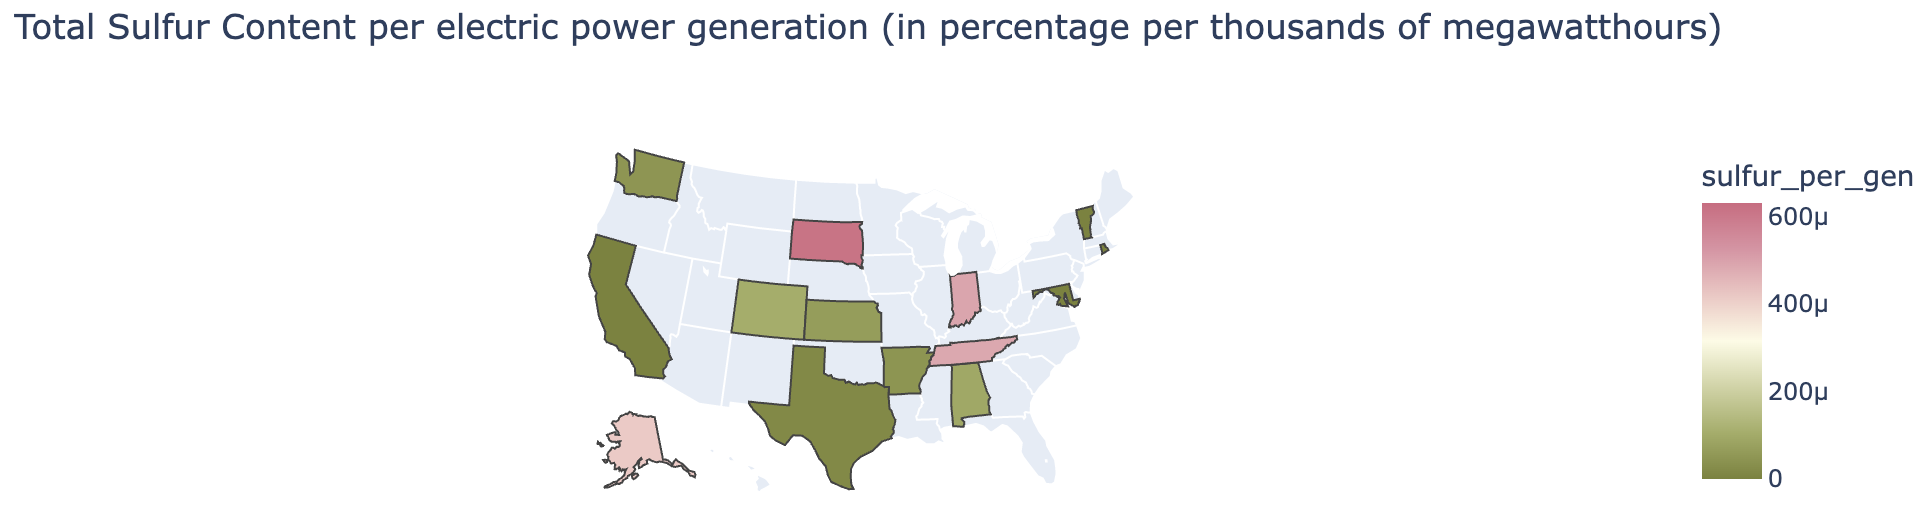 Total Sulfur Content per electric power generation (in percentage per thousands of megawatthours)
sulfur_per_gen
600μ
400μ
200μ
0